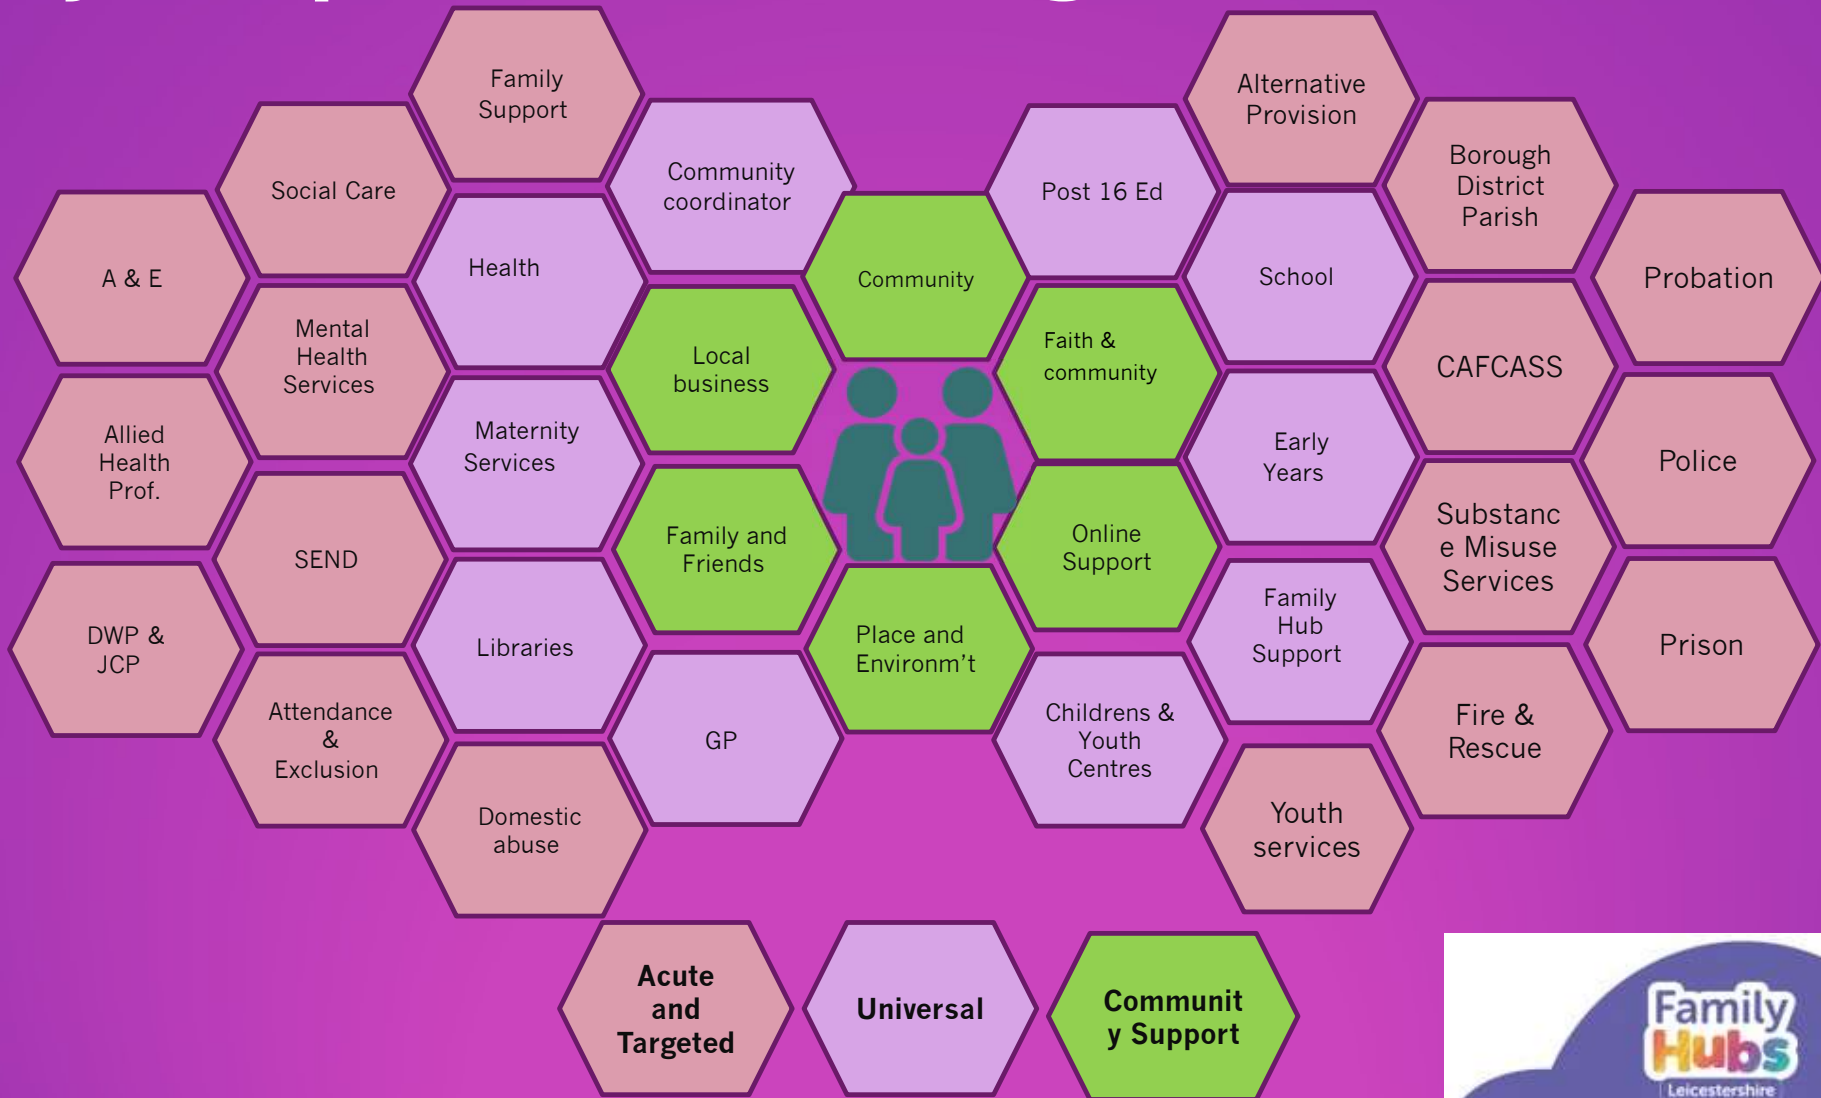 Family
Support
Alternative
Provision
Social Care
Community
coordinator
Post 16 Ed
Borough
District
Parish
A & E
Health
Community
School
Probation
Mental
Health
Services
Local
business
Faith &
community
CAFCASS
Allied
Health
Prof.
Maternity
Services
Early
Years
Police
SEND
Family and
Friends
Online
Support
Substanc
e Misuse
Services
DWP &
JCP
Libraries
Place and
Environm't
Family
Hub
Support
Prison
Attendance
&
Exclusion
GP
Childrens &
Youth
Centres
Fire &
Rescue
Domestic
abuse
Youth
services
Acute
and
Targeted
Universal
Communit
y Support
Family
Hubs
Leicestershire